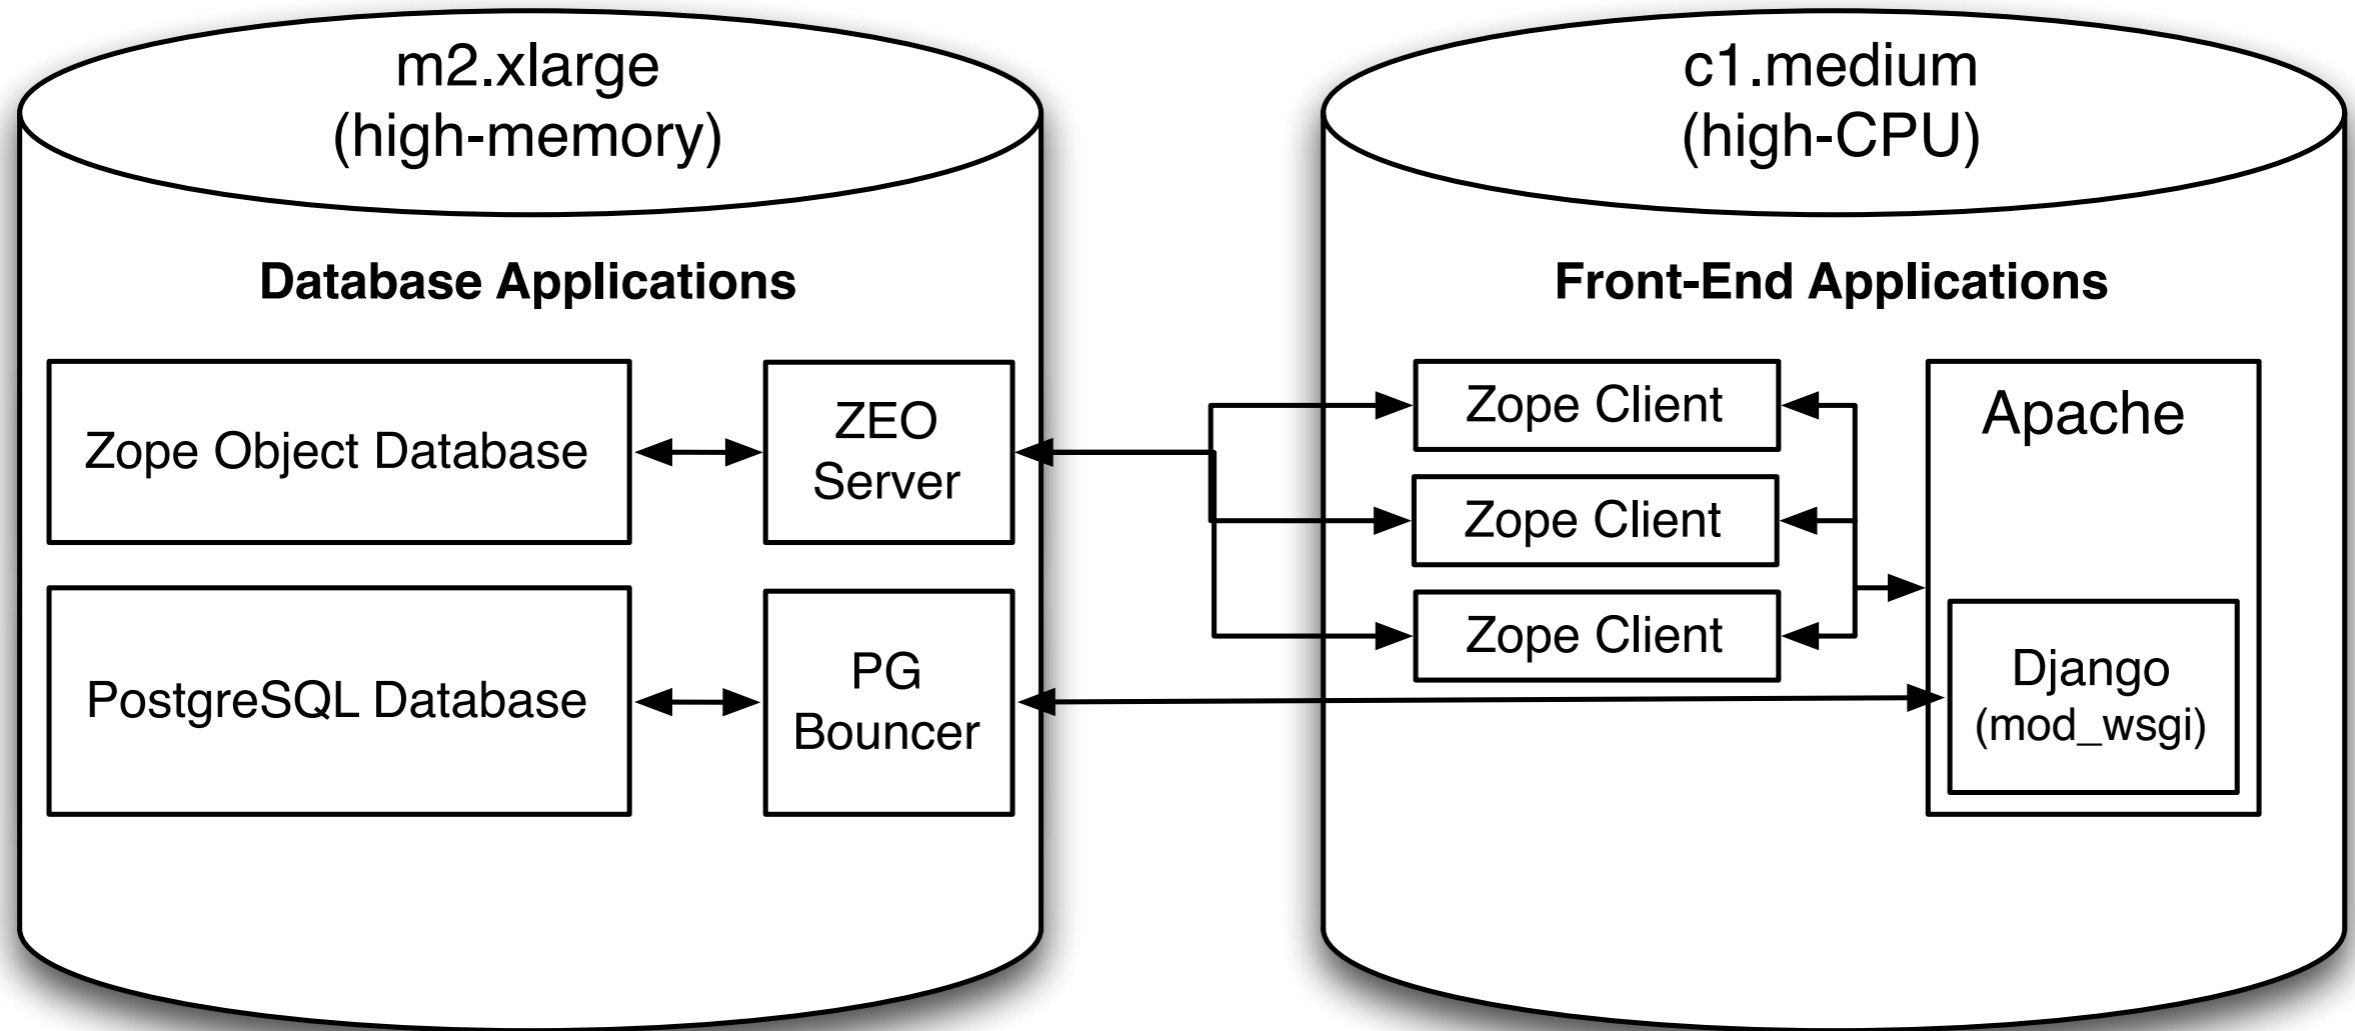 m2.xlarge
(high-memory)
Database Applications
Zope Object Database
ZEO
Server
PostgreSQL Database
PG
Bouncer
c1.medium
(high-CPU)
Front-End Applications
Zope Client
Zope Client
Zope Client
Apache
Django
(mod_wsgi)